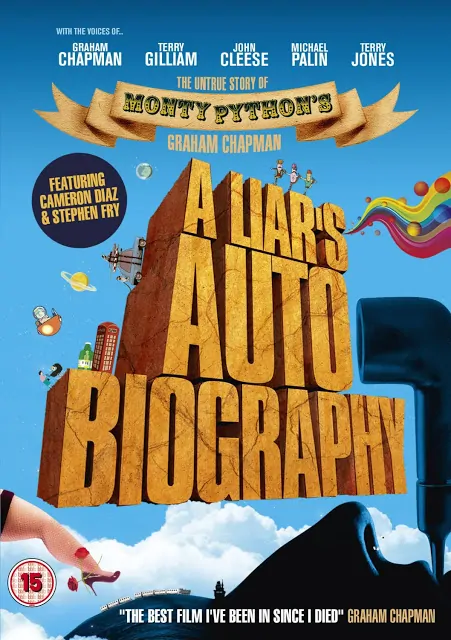 WITH THE VOICES OF..
GRAHAM CHAPMAN
TERRY GILLIAM
JOHN CLEESE
MICHAEL PALIN
TERRY JONES
THE UNTRUE STORY OF
MONTY PYTHON'S
GRAHAM CHAPMAN
FEATURING
CAMERON DIAZ
& STEPHEN FRY
A LIAR'S
AUTO
BIOGRAPHY
15
"THE BEST FILM I'VE BEEN IN SINCE I DIED" GRAHAM CHAPMAN